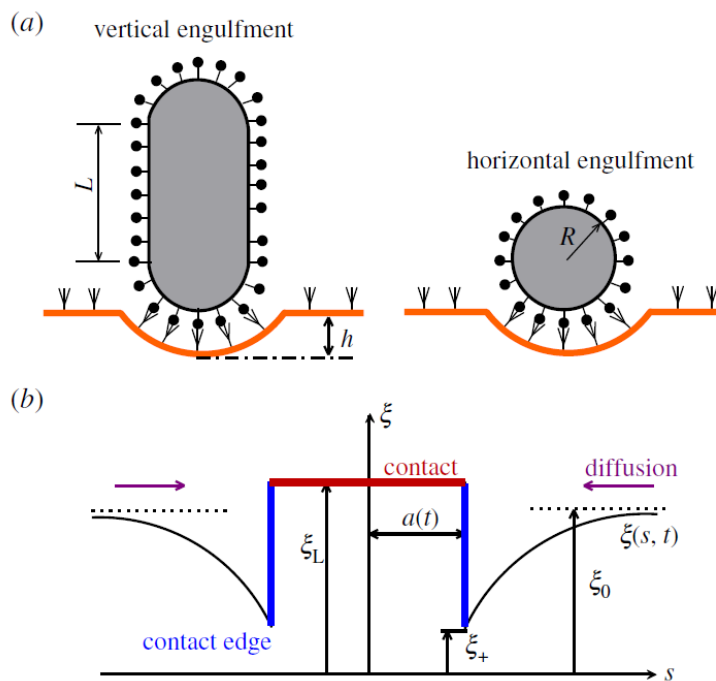 (a)
vertical engulfment
L
horizontal engulfment
R
h
(b)
ξ
contact
diffusion
a(t)
ξL
ξ(s, t)
ξ0
contact edge
ξ+
s